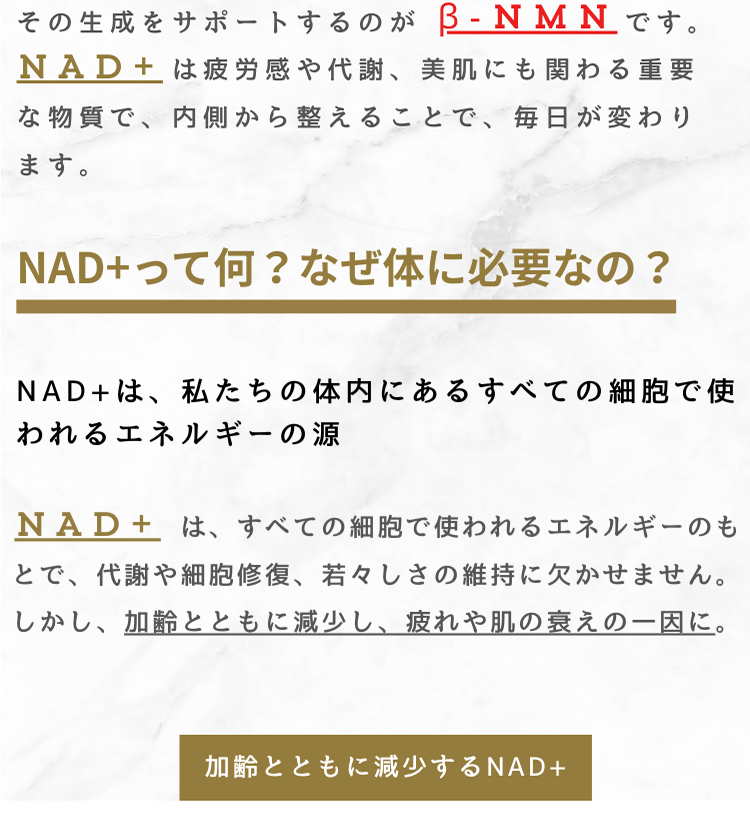 その生成をサポートするのが β-NMN です。
NAD+ は疲労感や代謝、美肌にも関わる重要
な物質で、内側から整えることで、毎日が変わり
ます。
NAD+って何？なぜ体に必要なの？
NAD+は、私たちの体内にあるすべての細胞で使
われるエネルギーの源
NAD+ は、すべての細胞で使われるエネルギーのも
とで、代謝や細胞修復、若々しさの維持に欠かせません。
しかし、加齢とともに減少し、疲れや肌の衰えの一因に。
加齢とともに減少するNAD+